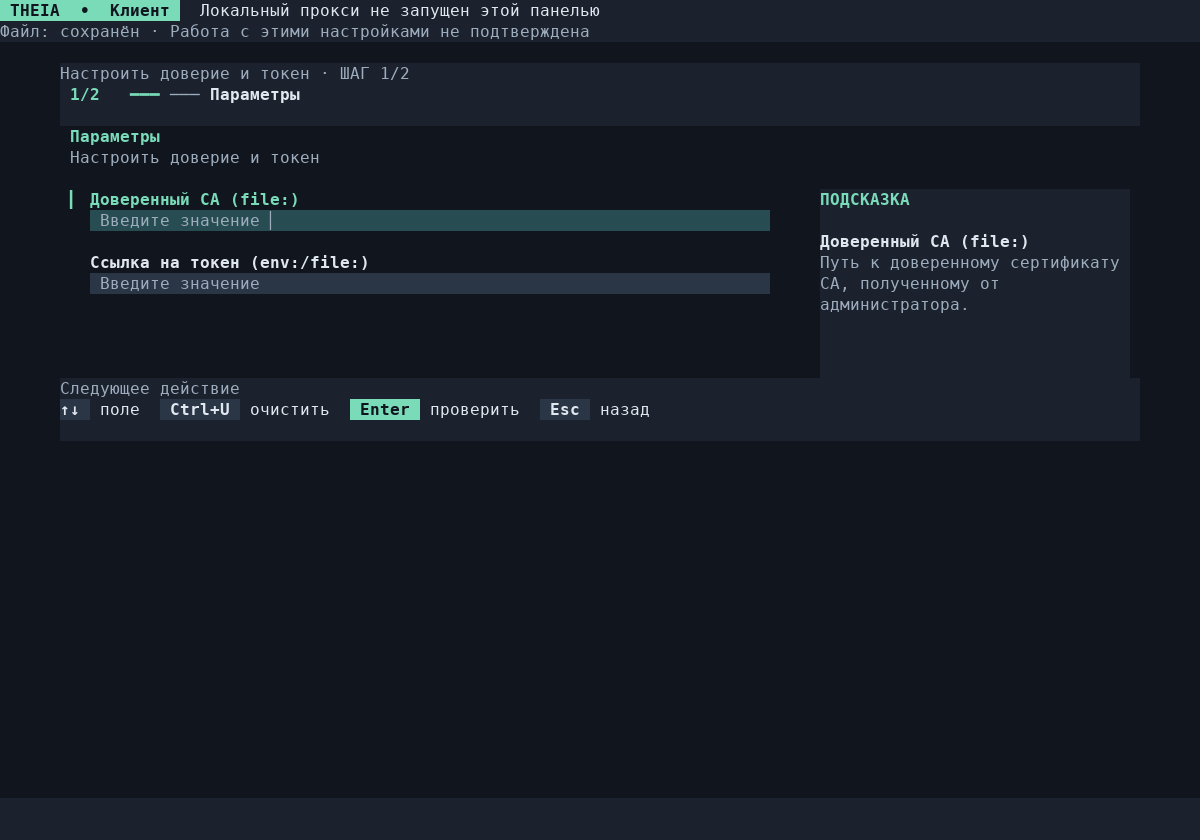 THEIA • Клиент Локальный прокси не запущен этой панелью
Файл: сохранён · Работа с этими настройками не подтверждена
Настроить доверие и токен · ШАГ 1/2
1/2 ━━━ ─── Параметры
Параметры
Настроить доверие и токен
Доверенный CA (file:)
Введите значение
Ссылка на токен (env:/file:)
Введите значение
ПОДСКАЗКА
Доверенный CA (file:)
Путь к доверенному сертификату
CA, полученному от
администратора.
Следующее действие
↑↓ поле Ctrl+U очистить Enter проверить Esc назад